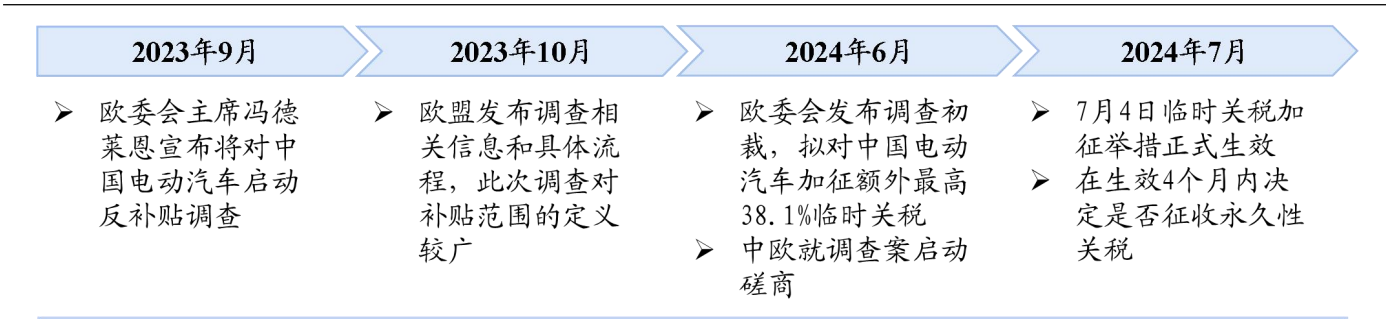 2023年9月
➢ 欧委会主席冯德
莱恩宣布将对中
国电动汽车启动
反补贴调查
2023年10月
➢ 欧盟发布调查相
关信息和具体流
程，此次调查对
补贴范围的定义
较广
2024年6月
➢ 欧委会发布调查初
裁，拟对中国电动
汽车加征额外最高
38.1%临时关税
➢ 中欧就调查案启动
磋商
2024年7月
➢ 7月4日临时关税加
征举措正式生效
➢ 在生效4个月内决
定是否征收永久性
关税